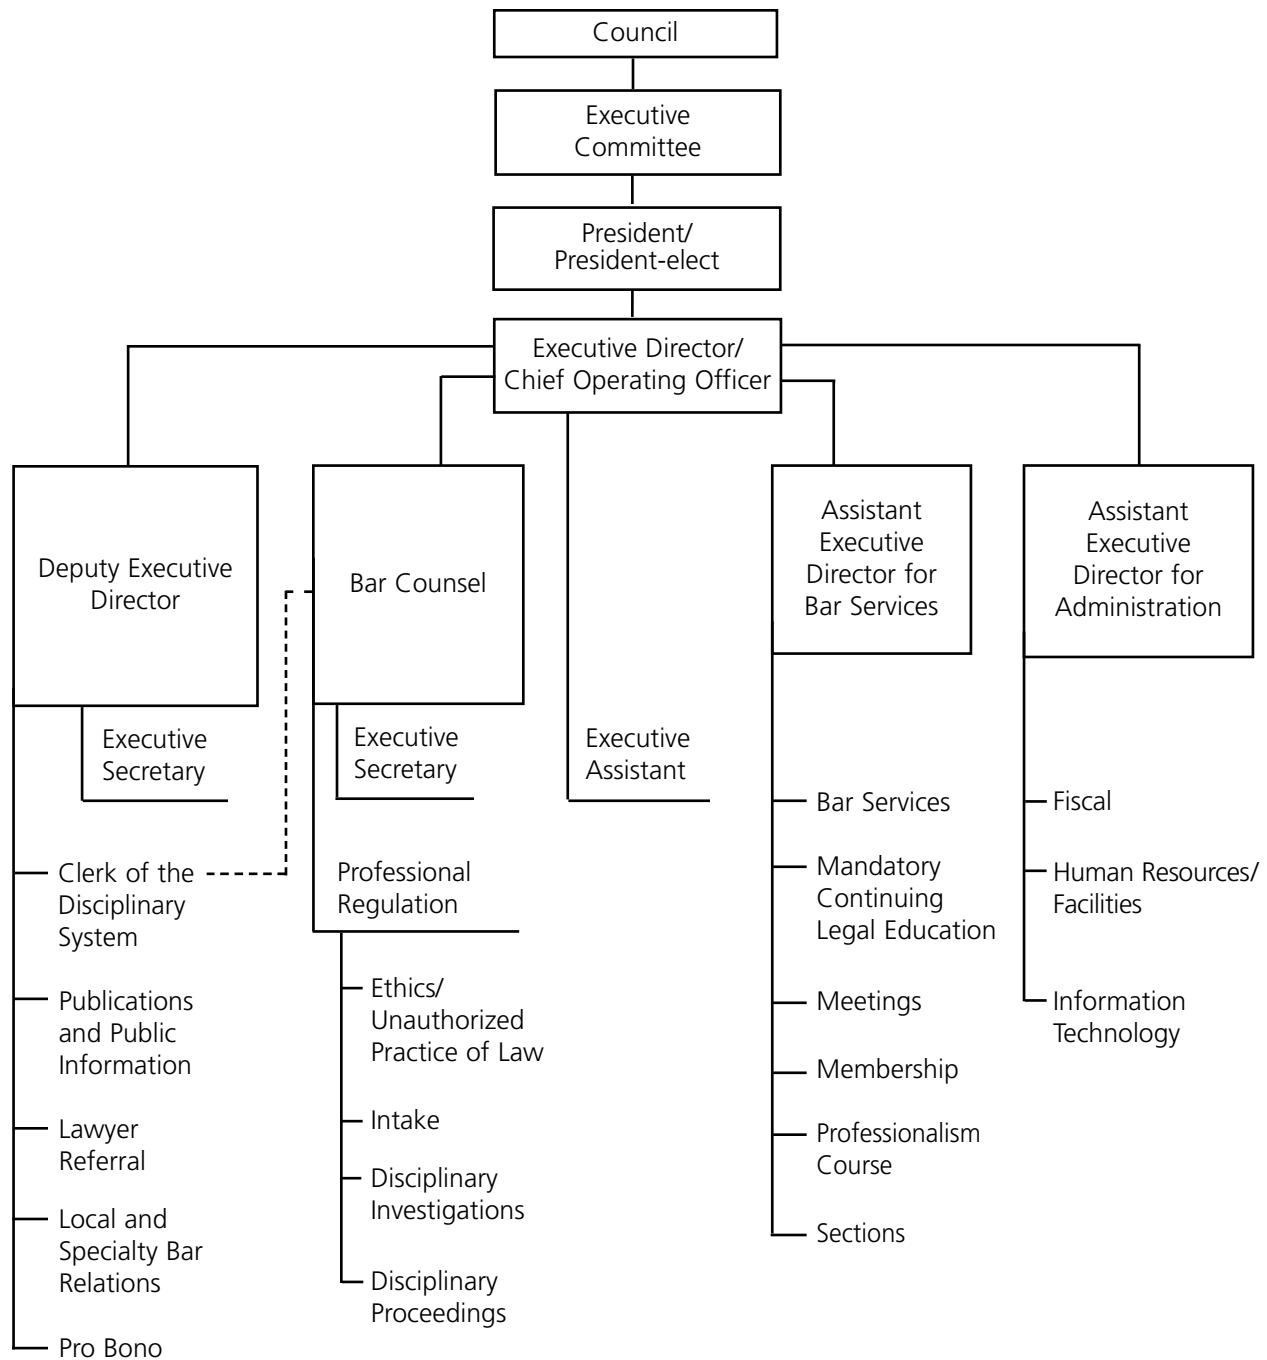 Council
Executive
Committee
President/
President-elect
Executive Director/
Chief Operating Officer
Deputy Executive
Director
Bar Counsel
Assistant
Executive
Director for
Bar Services
Assistant
Executive
Director for
Administration
Executive
Secretary
Executive
Secretary
Executive
Assistant
Clerk of the
Disciplinary
System
Publications
and Public
Information
Lawyer
Referral
Local and
Specialty Bar
Relations
Pro Bono
Professional
Regulation
Ethics/
Unauthorized
Practice of Law
Intake
Disciplinary
Investigations
Disciplinary
Proceedings
Bar Services
Mandatory
Continuing
Legal Education
Meetings
Membership
Professionalism
Course
Sections
Fiscal
Human Resources/
Facilities
Information
Technology